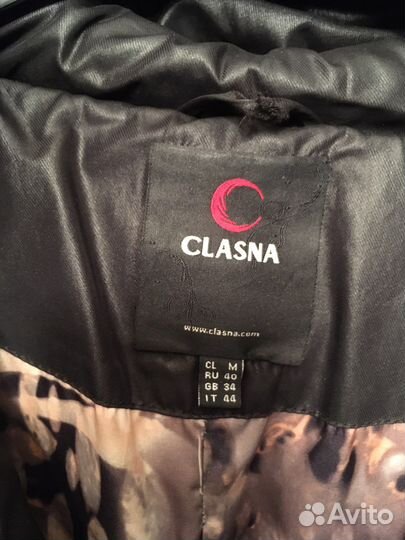 CLASNA
www.clasna.com
CL M
RU 40
GB 34
IT 44
Avito